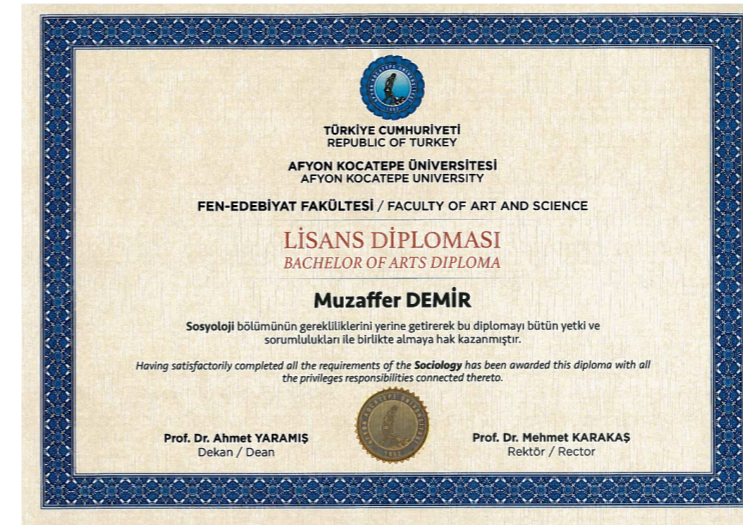 TÜRKİYE CUMHURİYETİ
REPUBLIC OF TURKEY
AFYON KOCATEPE ÜNİVERSİTESİ
AFYON KOCATEPE UNIVERSITY
FEN-EDEBİYAT FAKÜLTESİ / FACULTY OF ART AND SCIENCE
LİSANS DİPLOMASI
BACHELOR OF ARTS DIPLOMA
Muzaffer DEMİR
Sosyoloji bölümünün gerekliliklerini yerine getirerek bu diplomayı bütün yetki ve
sorumlulukları ile birlikte almaya hak kazanmıştır.
Having satisfactorily completed all the requirements of the Sociology has been awarded this diploma with all
the privileges responsibilities connected thereto.
Prof. Dr. Ahmet YARAMIŞ
Dekan / Dean
Prof. Dr. Mehmet KARAKAŞ
Rektör / Rector